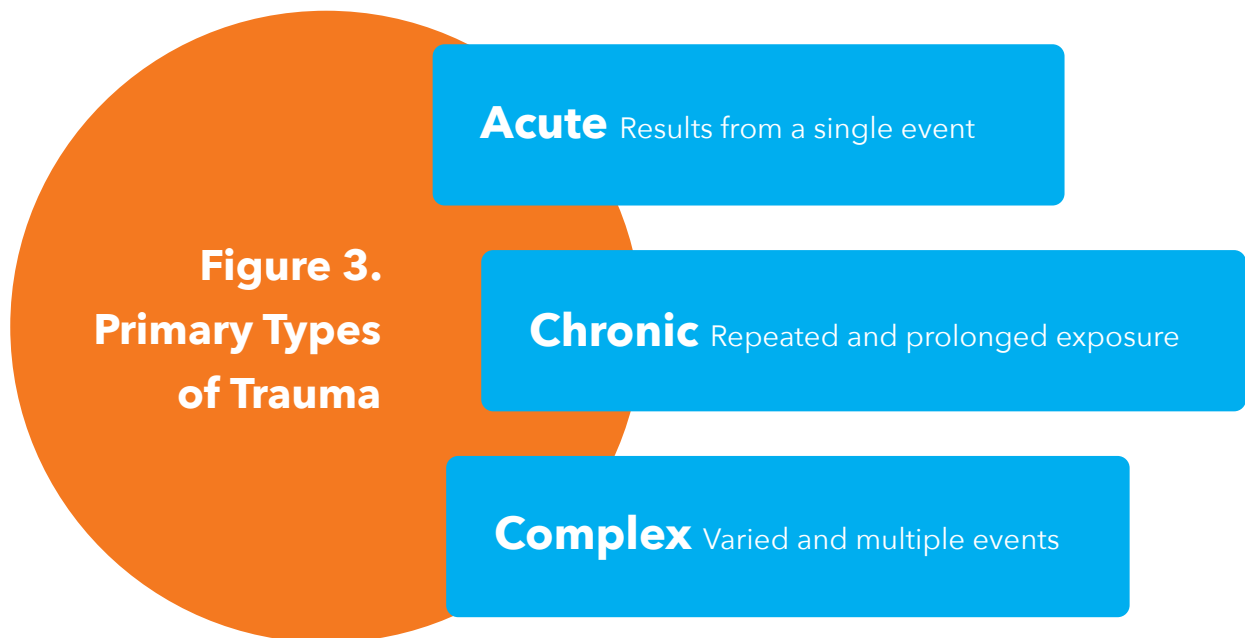 Figure 3.
Primary Types
of Trauma
Acute Results from a single event
Chronic Repeated and prolonged exposure
Complex Varied and multiple events